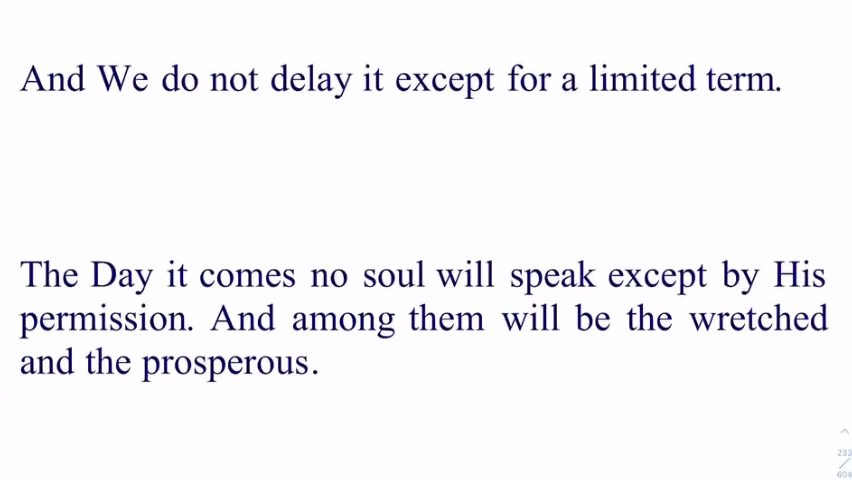 And We do not delay it except for a limited term.
The Day it comes no soul will speak except by His
permission. And among them will be the wretched
and the prosperous.
233
604